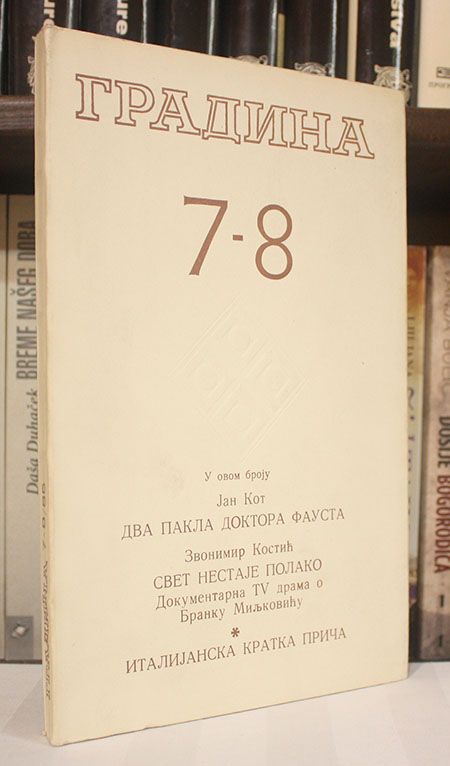 ГРАДИНА
7-8
У овом броју
Јан Кот
ДВА ПАКЛА ДОКТОРА ФАУСТА
Звонимир Костић
СВЕТ НЕСТАЈЕ ПОЛАКО
Документарна TV драма о
Бранку Миљковићу
*
ИТАЛИЈАНСКА КРАТКА ПРИЧА
Daša Duhaček
BREME NAŠEG DOBA
DOSIJE BOGORODICA